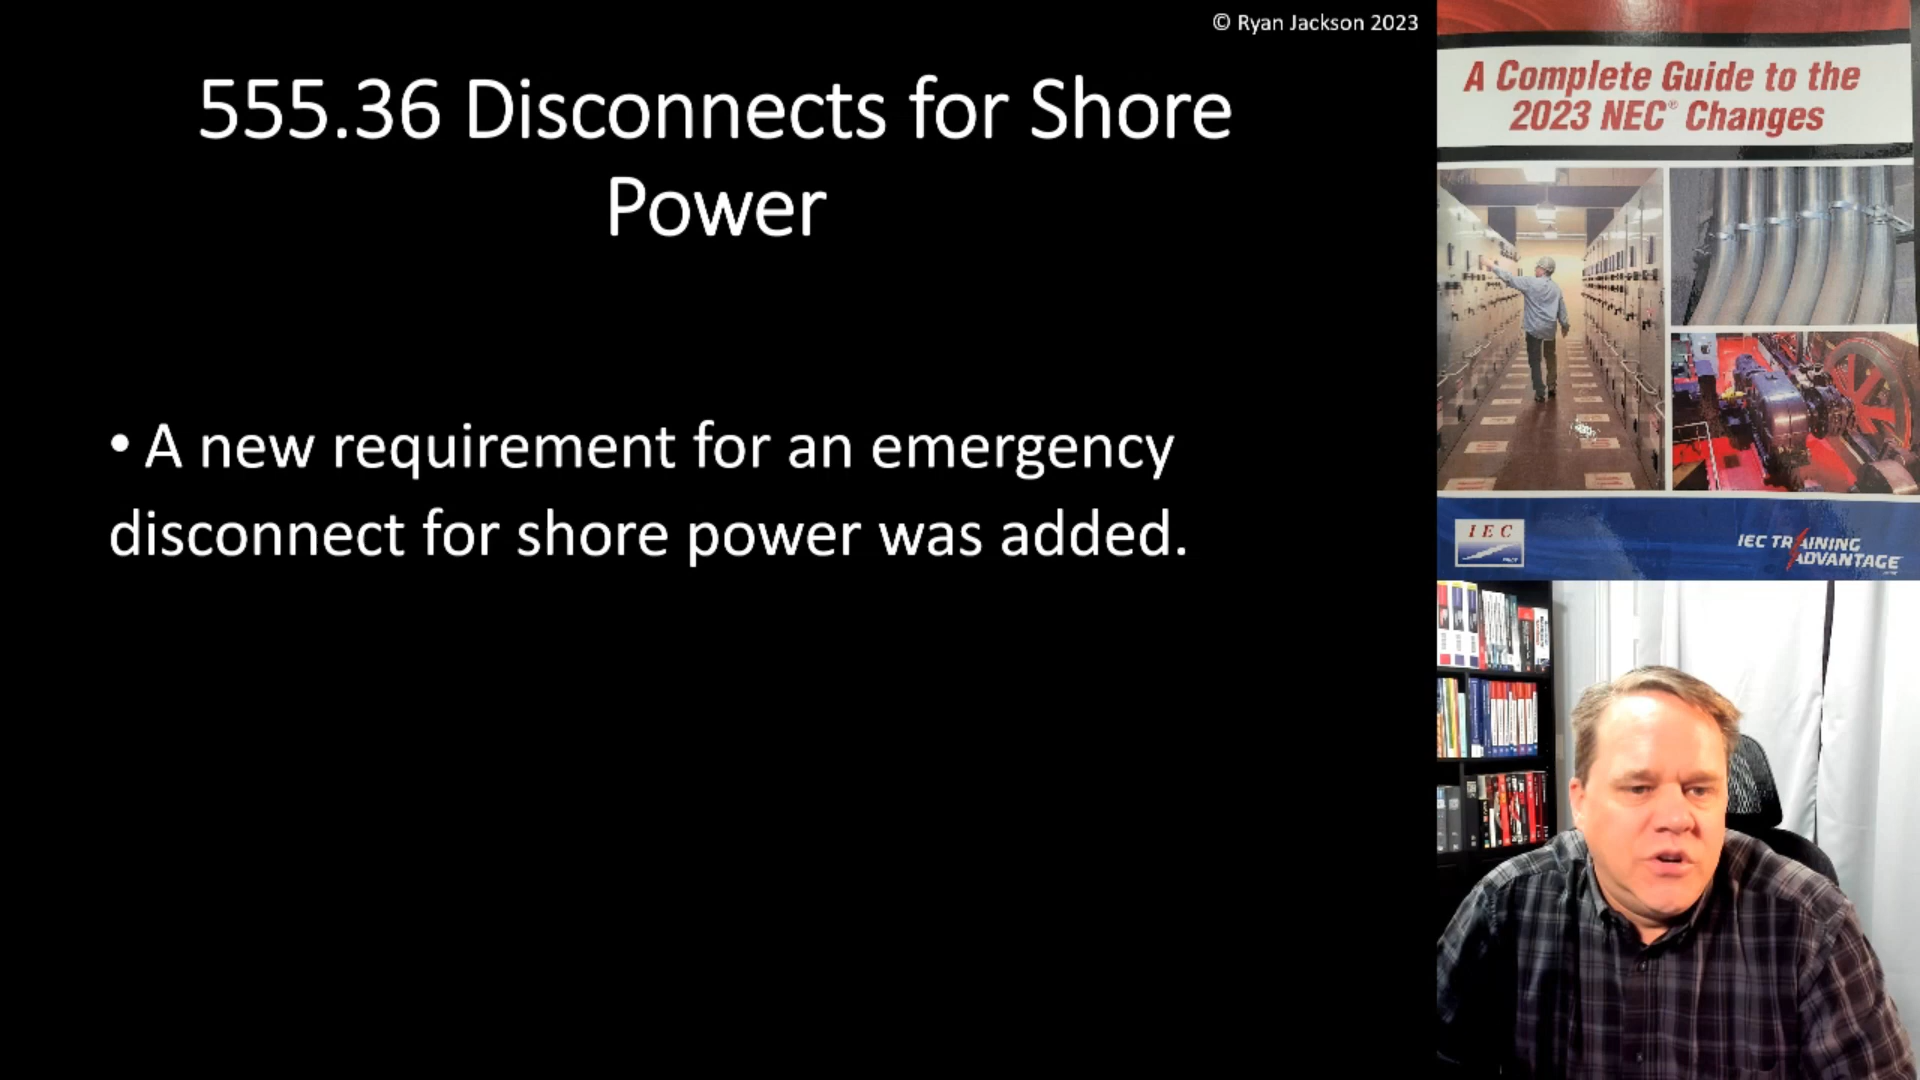 © Ryan Jackson 2023
555.36 Disconnects for Shore
Power
• A new requirement for an emergency
disconnect for shore power was added.
A Complete Guide to the
2023 NEC® Changes
IEC
IEC TRAINING
ADVANTAGE